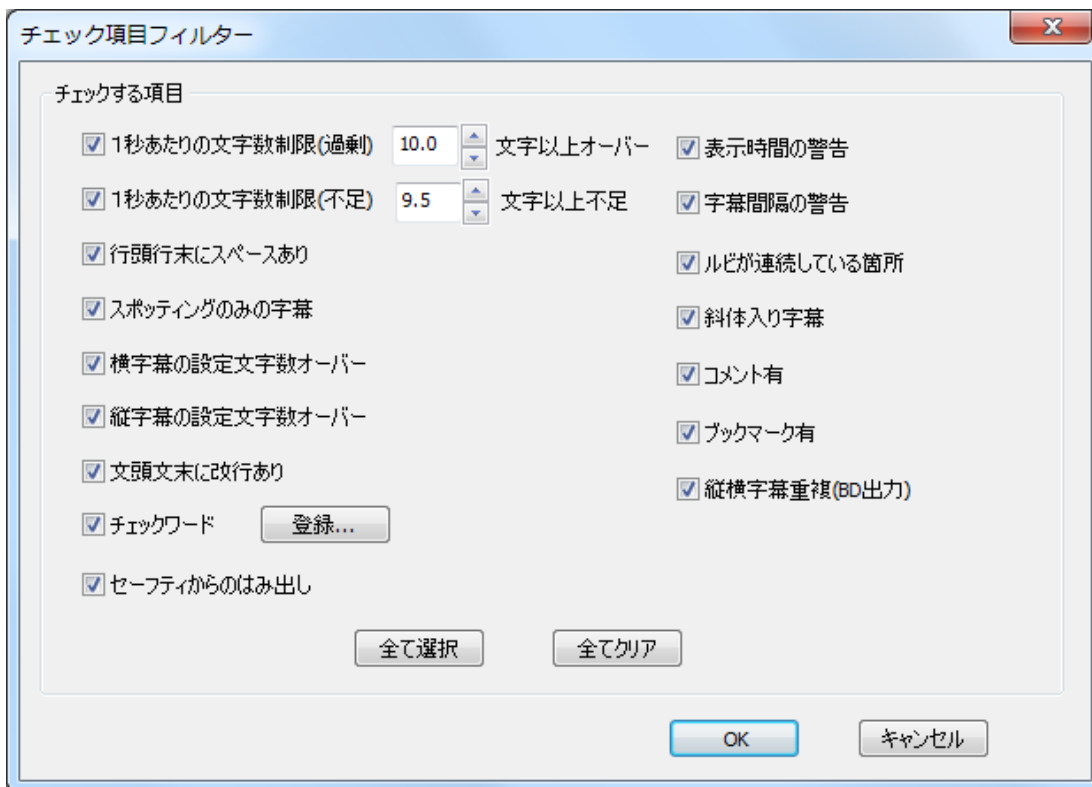 チェック項目フィルター
X
チェックする項目
1秒あたりの文字数制限(過剰) 10.0 文字以上オーバー
1秒あたりの文字数制限(不足) 9.5 文字以上不足
行頭行末にスペースあり
スポッティングのみの字幕
横字幕の設定文字数オーバー
縦字幕の設定文字数オーバー
文頭文末に改行あり
チェックワード 登録...
セーフティからのはみ出し
表示時間の警告
字幕間隔の警告
ルビが連続している箇所
斜体入り字幕
コメント有
ブックマーク有
縦横字幕重複(BD出力)
全て選択 全てクリア
OK キャンセル